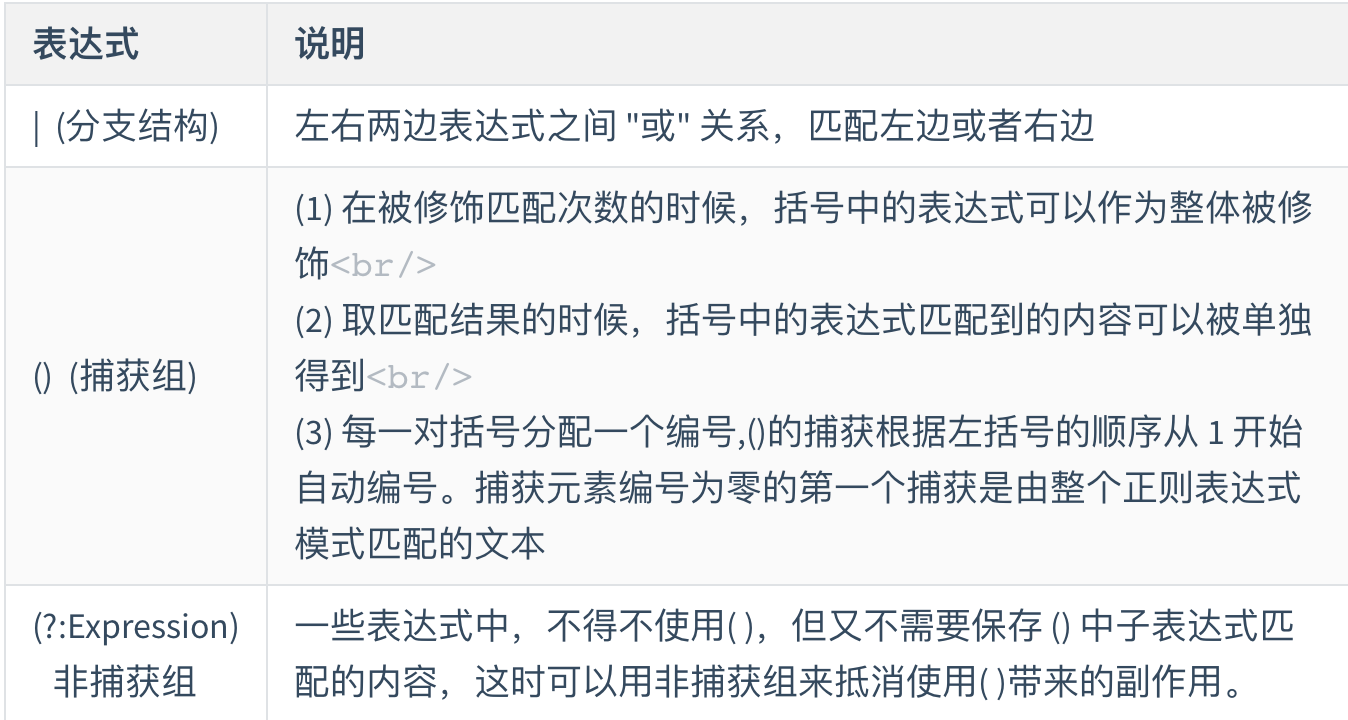 表达式 说明
| (分支结构) 左右两边表达式之间 "或" 关系，匹配左边或者右边
(1) 在被修饰匹配次数的时候，括号中的表达式可以作为整体被修
饰<br/>
(2) 取匹配结果的时候，括号中的表达式匹配到的内容可以被单独
() (捕获组) 得到<br/>
(3) 每一对括号分配一个编号,()的捕获根据左括号的顺序从 1 开始
自动编号。捕获元素编号为零的第一个捕获是由整个正则表达式
模式匹配的文本
(?:Expression) 一些表达式中，不得不使用( )，但又不需要保存 () 中子表达式匹
非捕获组 配的内容，这时可以用非捕获组来抵消使用( )带来的副作用。